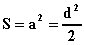 S = a² = d²/2